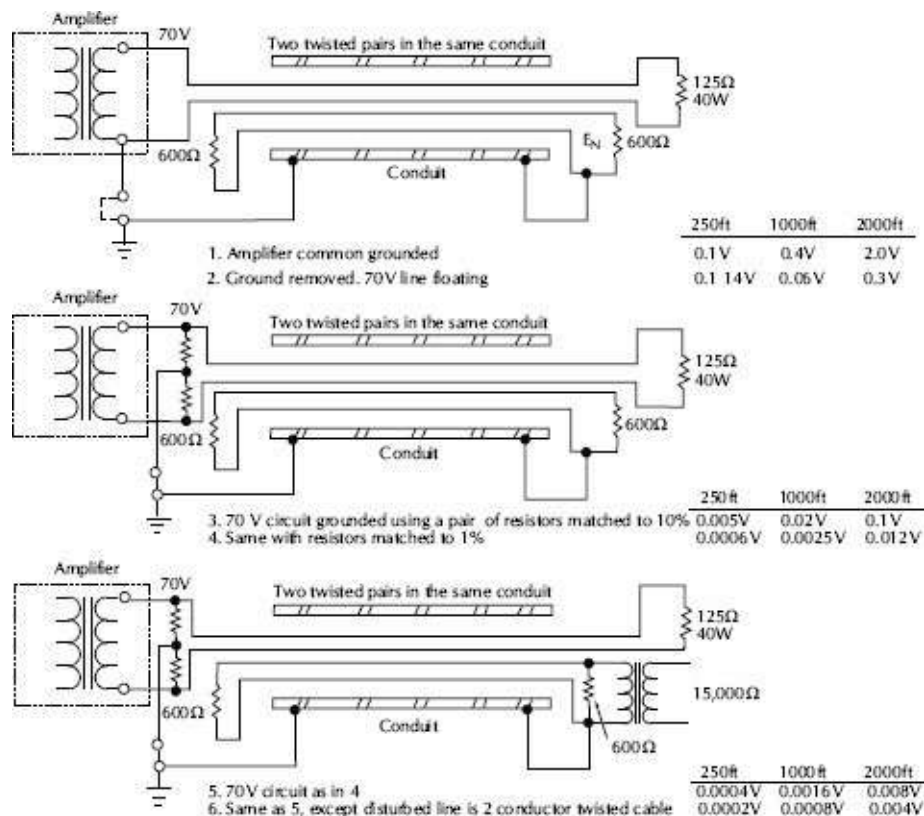 Amplifier
70V
Two twisted pairs in the same conduit
125Ω
40W
600Ω
EN
600Ω
Conduit
250ft 1000ft 2000ft
1. Amplifier common grounded 0.1V 0.4V 2.0V
2. Ground removed. 70V line floating 0.1 14V 0.06V 0.3V
Amplifier
70V
Two twisted pairs in the same conduit
125Ω
40W
600Ω
600Ω
Conduit
250ft 1000ft 2000ft
3. 70 V circuit grounded using a pair of resistors matched to 10% 0.005V 0.02V 0.1V
4. Same with resistors matched to 1% 0.0006V 0.0025V 0.012V
Amplifier
70V
Two twisted pairs in the same conduit
125Ω
40W
15,000Ω
600Ω
Conduit
600Ω
250ft 1000ft 2000ft
5. 70V circuit as in 4 0.0004V 0.0016V 0.008V
6. Same as 5, except disturbed line is 2 conductor twisted cable 0.0002V 0.0008V 0.004V